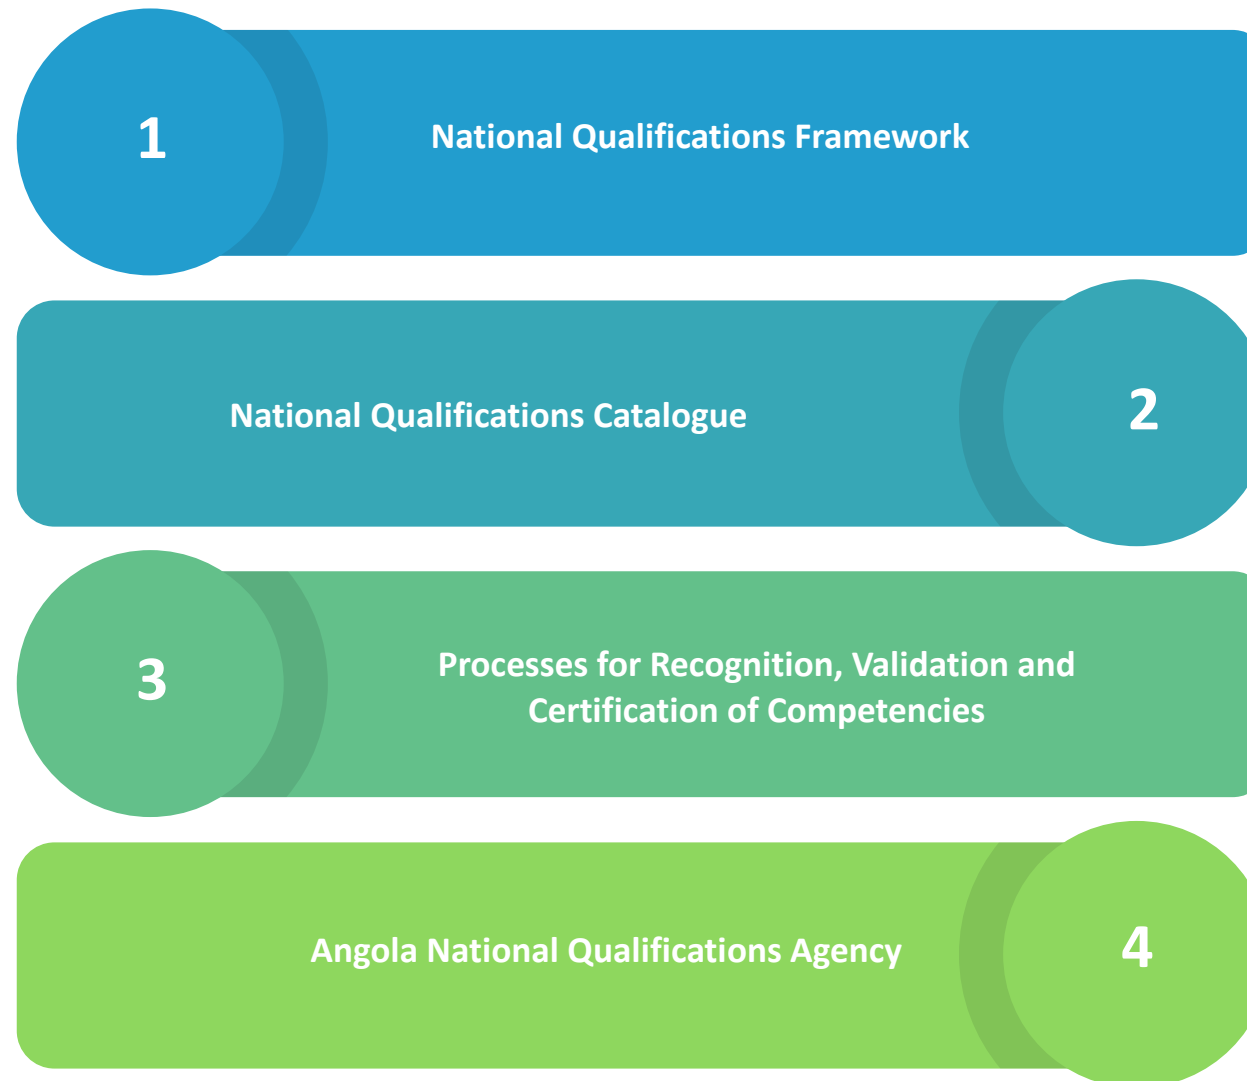 1
National Qualifications Framework
National Qualifications Catalogue
2
3
Processes for Recognition, Validation and
Certification of Competencies
Angola National Qualifications Agency
4